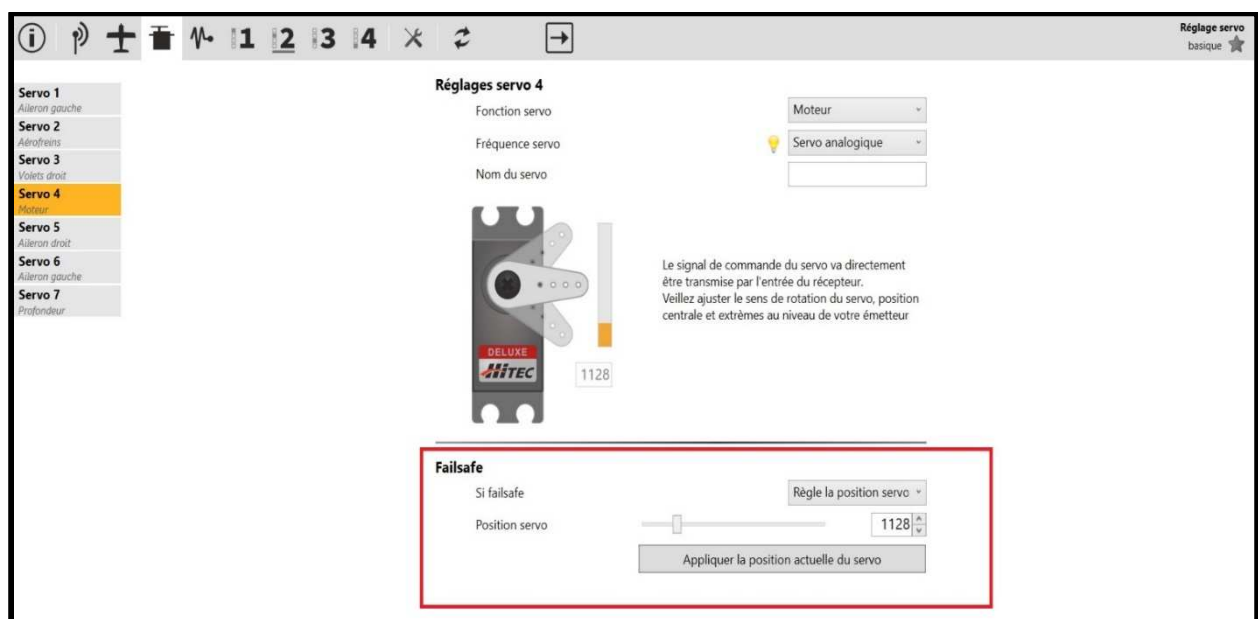 1 2 3 4
Réglage servo
basique
Servo 1
Aileron gauche
Servo 2
Aérofreins
Servo 3
Volets droit
Servo 4
Moteur
Servo 5
Aileron droit
Servo 6
Aileron gauche
Servo 7
Profondeur
Réglages servo 4
Fonction servo
Moteur
Fréquence servo
Servo analogique
Nom du servo
DELUXE
HiTEC
1128
Le signal de commande du servo va directement
être transmise par l'entrée du récepteur.
Veillez ajuster le sens de rotation du servo, position
centrale et extrèmes au niveau de votre émetteur
Failsafe
Si failsafe
Règle la position servo
Position servo
1128
Appliquer la position actuelle du servo